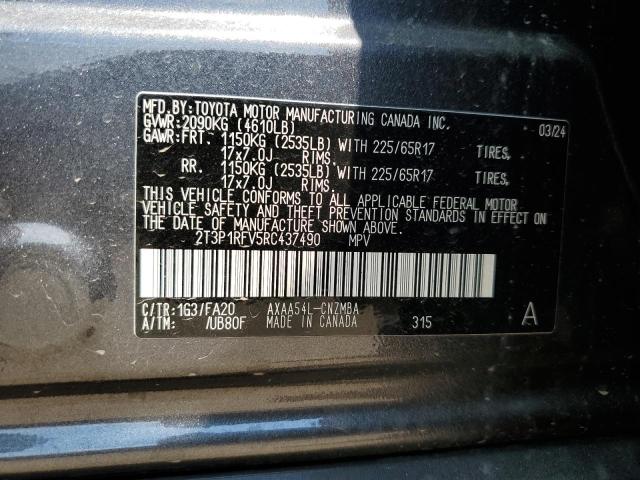 MFD.BY:TOYOTA MOTOR MANUFACTURING CANADA INC.
GVWR:2090KG (4610LB) 03/24
GAWR:FRT. 1150KG (2535LB) WITH 225/65R17 TIRES,
17x7.0J RIMS.
RR. 1150KG (2535LB) WITH 225/65R17 TIRES,
17x7.0J RIMS.
THIS VEHICLE CONFORMS TO ALL APPLICABLE FEDERAL MOTOR
VEHICLE SAFETY AND THEFT PREVENTION STANDARDS IN EFFECT ON
THE DATE OF MANUFACTURE SHOWN ABOVE.
2T3P1RFV5RC437490 MPV
C/TR:1G3/FA20 AXAA54L-CNZMBA
A/TM: /UB80F MADE IN CANADA 315 A